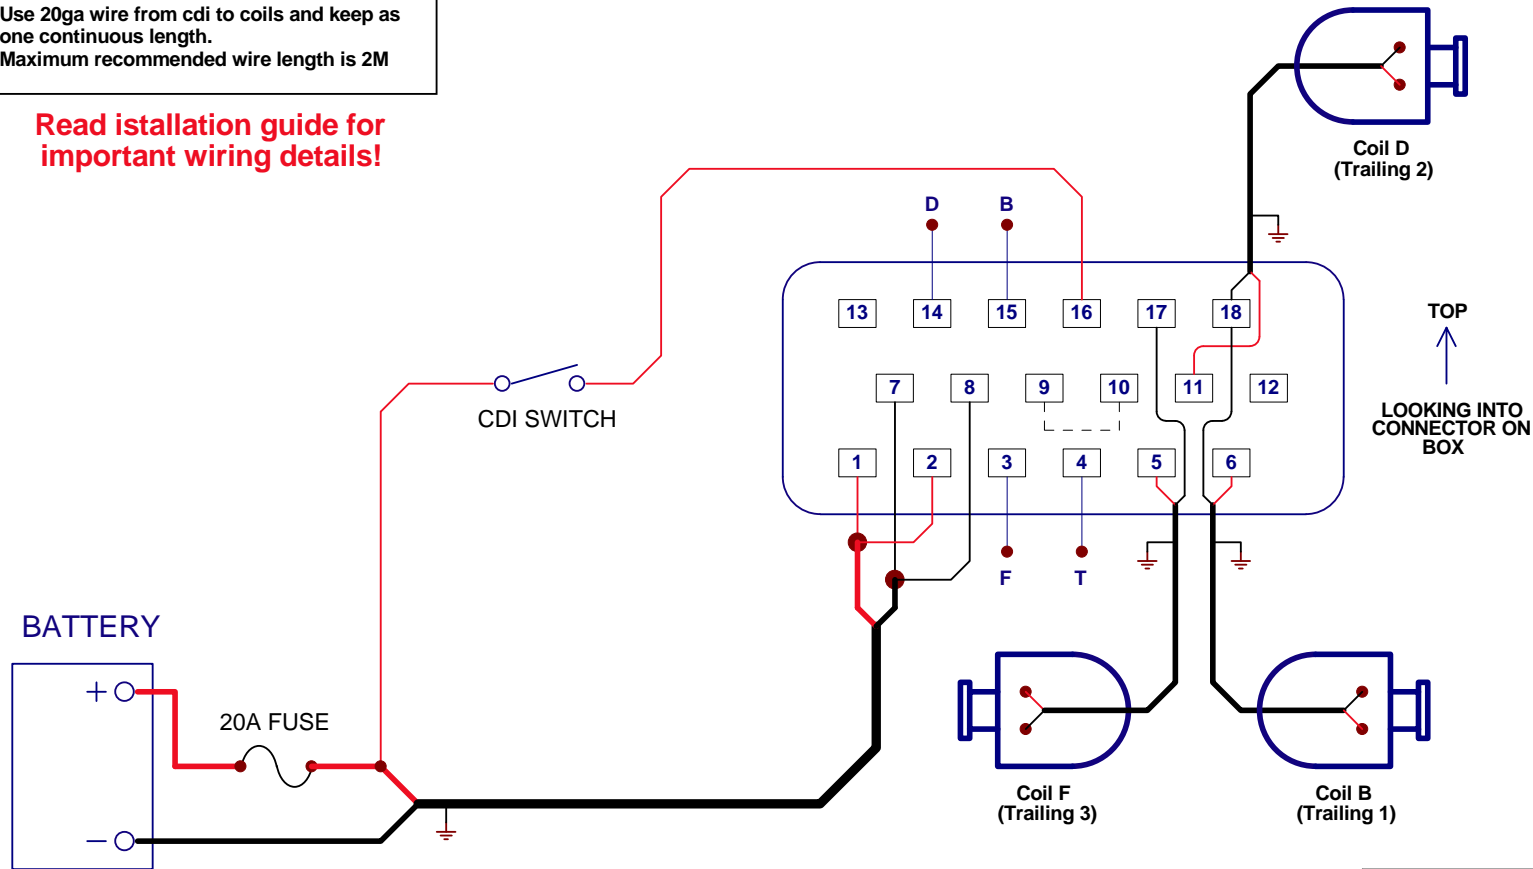 Use 20ga wire from cdi to coils and keep as
one continuous length.
Maximum recommended wire length is 2M
Read istallation guide for
important wiring details!
Coil D
(Trailing 2)
D
B
13
14
15
16
17
18
TOP
7
8
9
10
11
12
CDI SWITCH
LOOKING INTO
CONNECTOR ON
BOX
1
2
3
4
5
6
F
T
BATTERY
+
20A FUSE
−
Coil F
(Trailing 3)
Coil B
(Trailing 1)